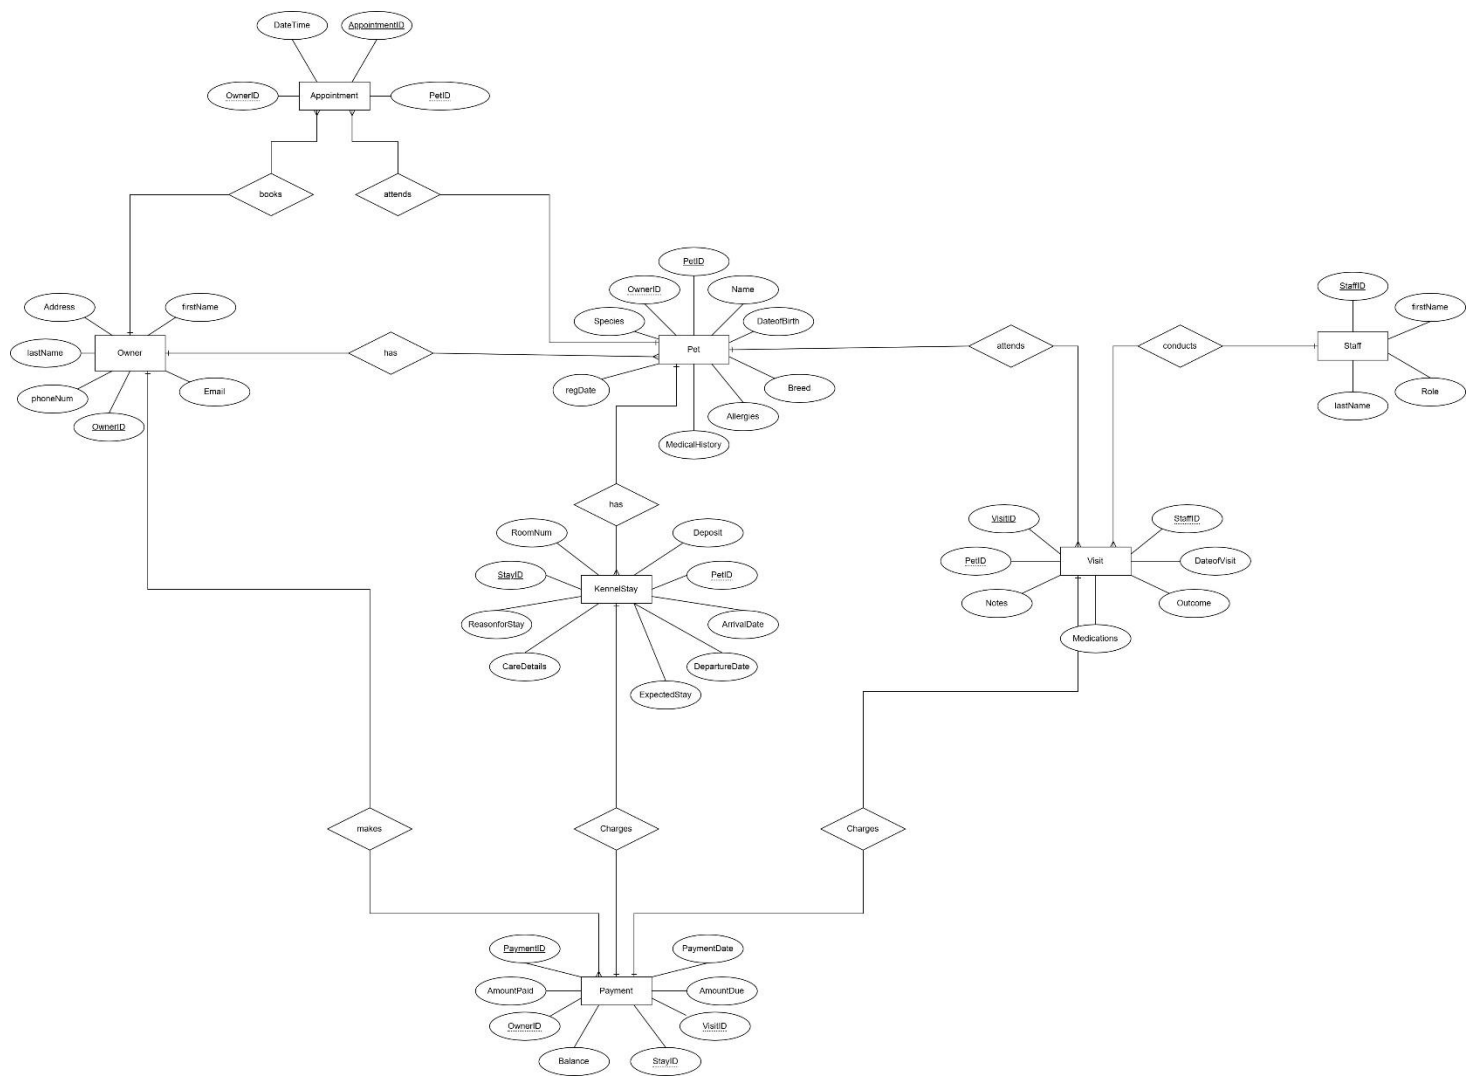 DateTime
AppointmentID
OwnerID
Appointment
PetID
books
attends
PetID
OwnerID
Name
Species
DateofBirth
Pet
regDate
Breed
Allergies
MedicalHistory
Address
firstName
lastName
Owner
phoneNum
Email
OwnerID
has
attends
conducts
StaffID
firstName
Staff
lastName
Role
has
RoomNum
Deposit
StayID
PetID
KennelStay
ReasonforStay
ArrivalDate
CareDetails
DepartureDate
ExpectedStay
VisitID
StaffID
PetID
Visit
DateofVisit
Notes
Outcome
Medications
makes
Charges
Charges
PaymentID
PaymentDate
AmountPaid
Payment
AmountDue
OwnerID
VisitID
Balance
StayID